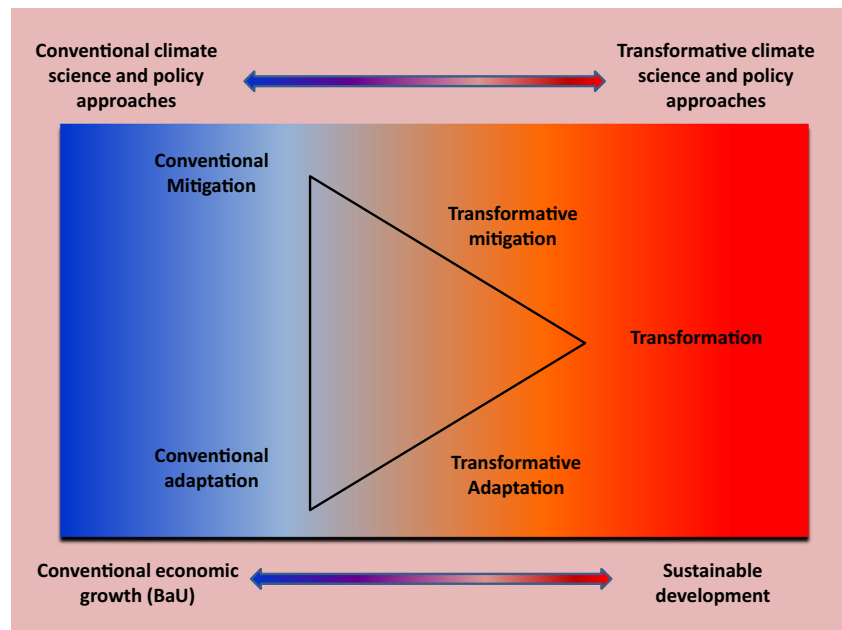 Conventional climate
science and policy
approaches
Transformative climate
science and policy
approaches
Conventional
Mitigation
Transformative
mitigation
Transformation
Conventional
adaptation
Transformative
Adaptation
Conventional economic
growth (BaU)
Sustainable
development